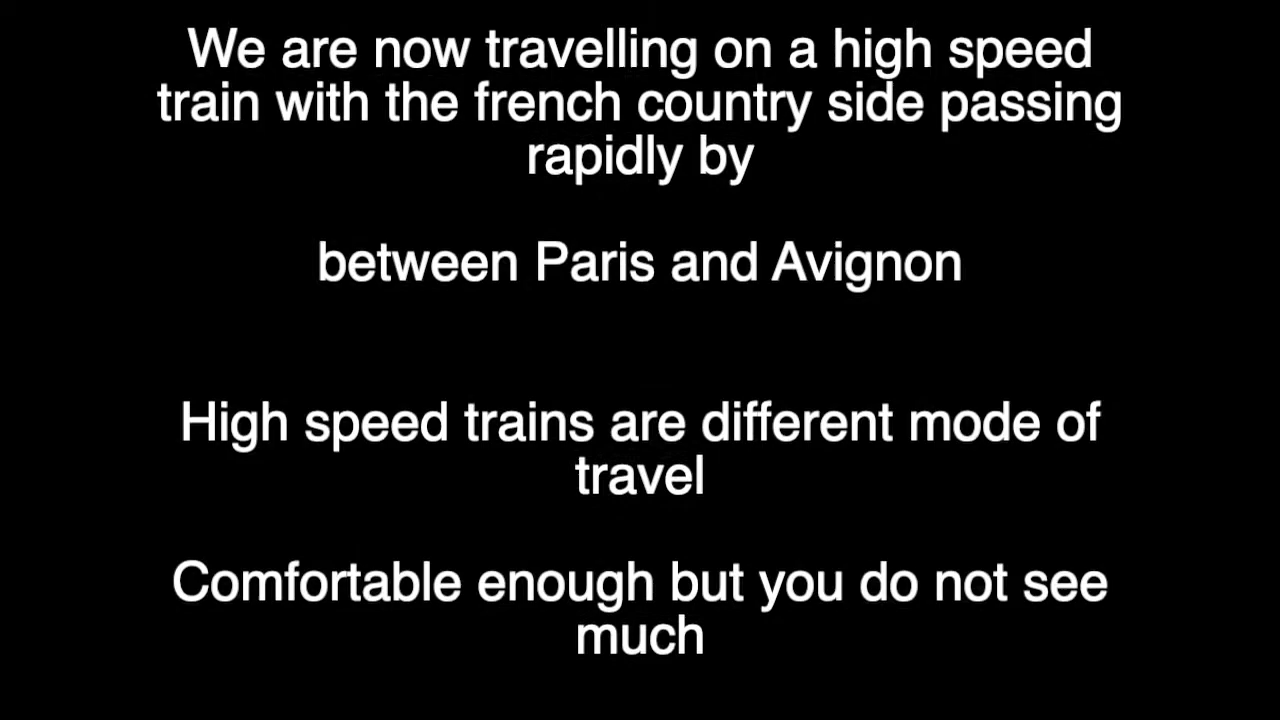 We are now travelling on a high speed
train with the french country side passing
rapidly by
between Paris and Avignon
High speed trains are different mode of
travel
Comfortable enough but you do not see
much